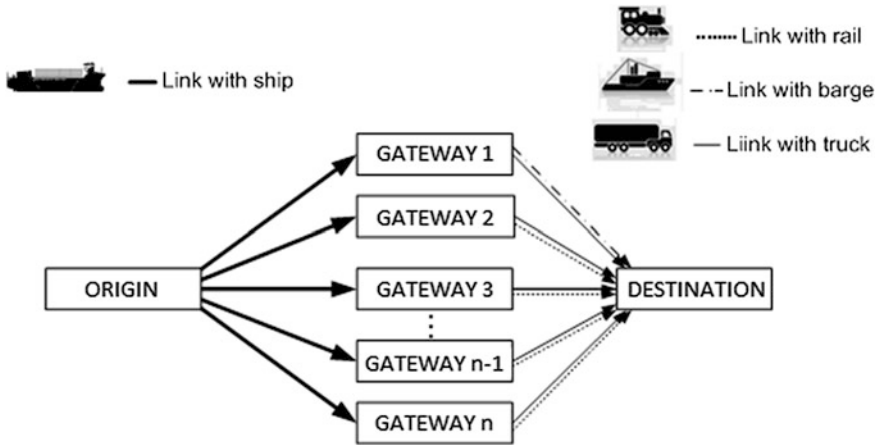 Link with ship
Link with rail
Link with barge
Liink with truck
GATEWAY 1
GATEWAY 2
ORIGIN
GATEWAY 3
DESTINATION
GATEWAY n-1
GATEWAY n